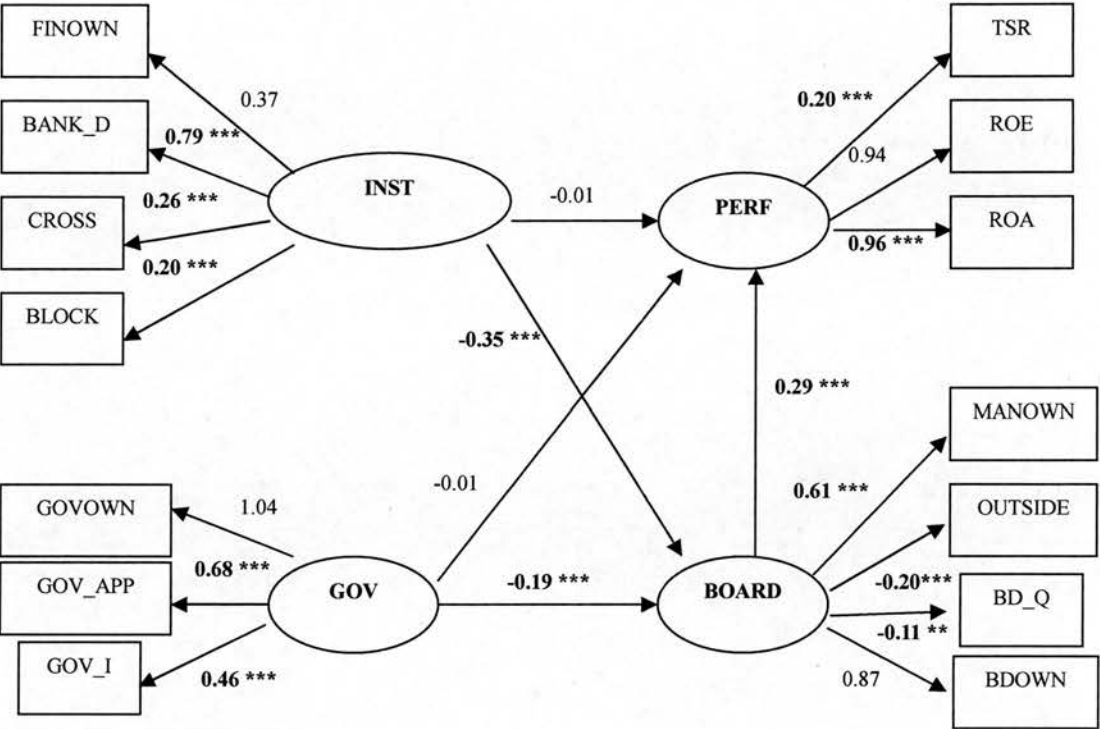 FINOWN
TSR
0.37
0.20 ***
BANK_D
0.79 ***
ROE
0.94
INST
-0.01
PERF
CROSS
0.26 ***
ROA
0.96 ***
0.20 ***
BLOCK
-0.35 ***
0.29 ***
MANOWN
-0.01
0.61 ***
GOVOWN
1.04
OUTSIDE
0.68 ***
GOV_APP
GOV
-0.19 ***
BOARD
-0.20***
BD_Q
-0.11 **
GOV_I
0.46 ***
0.87
BDOWN